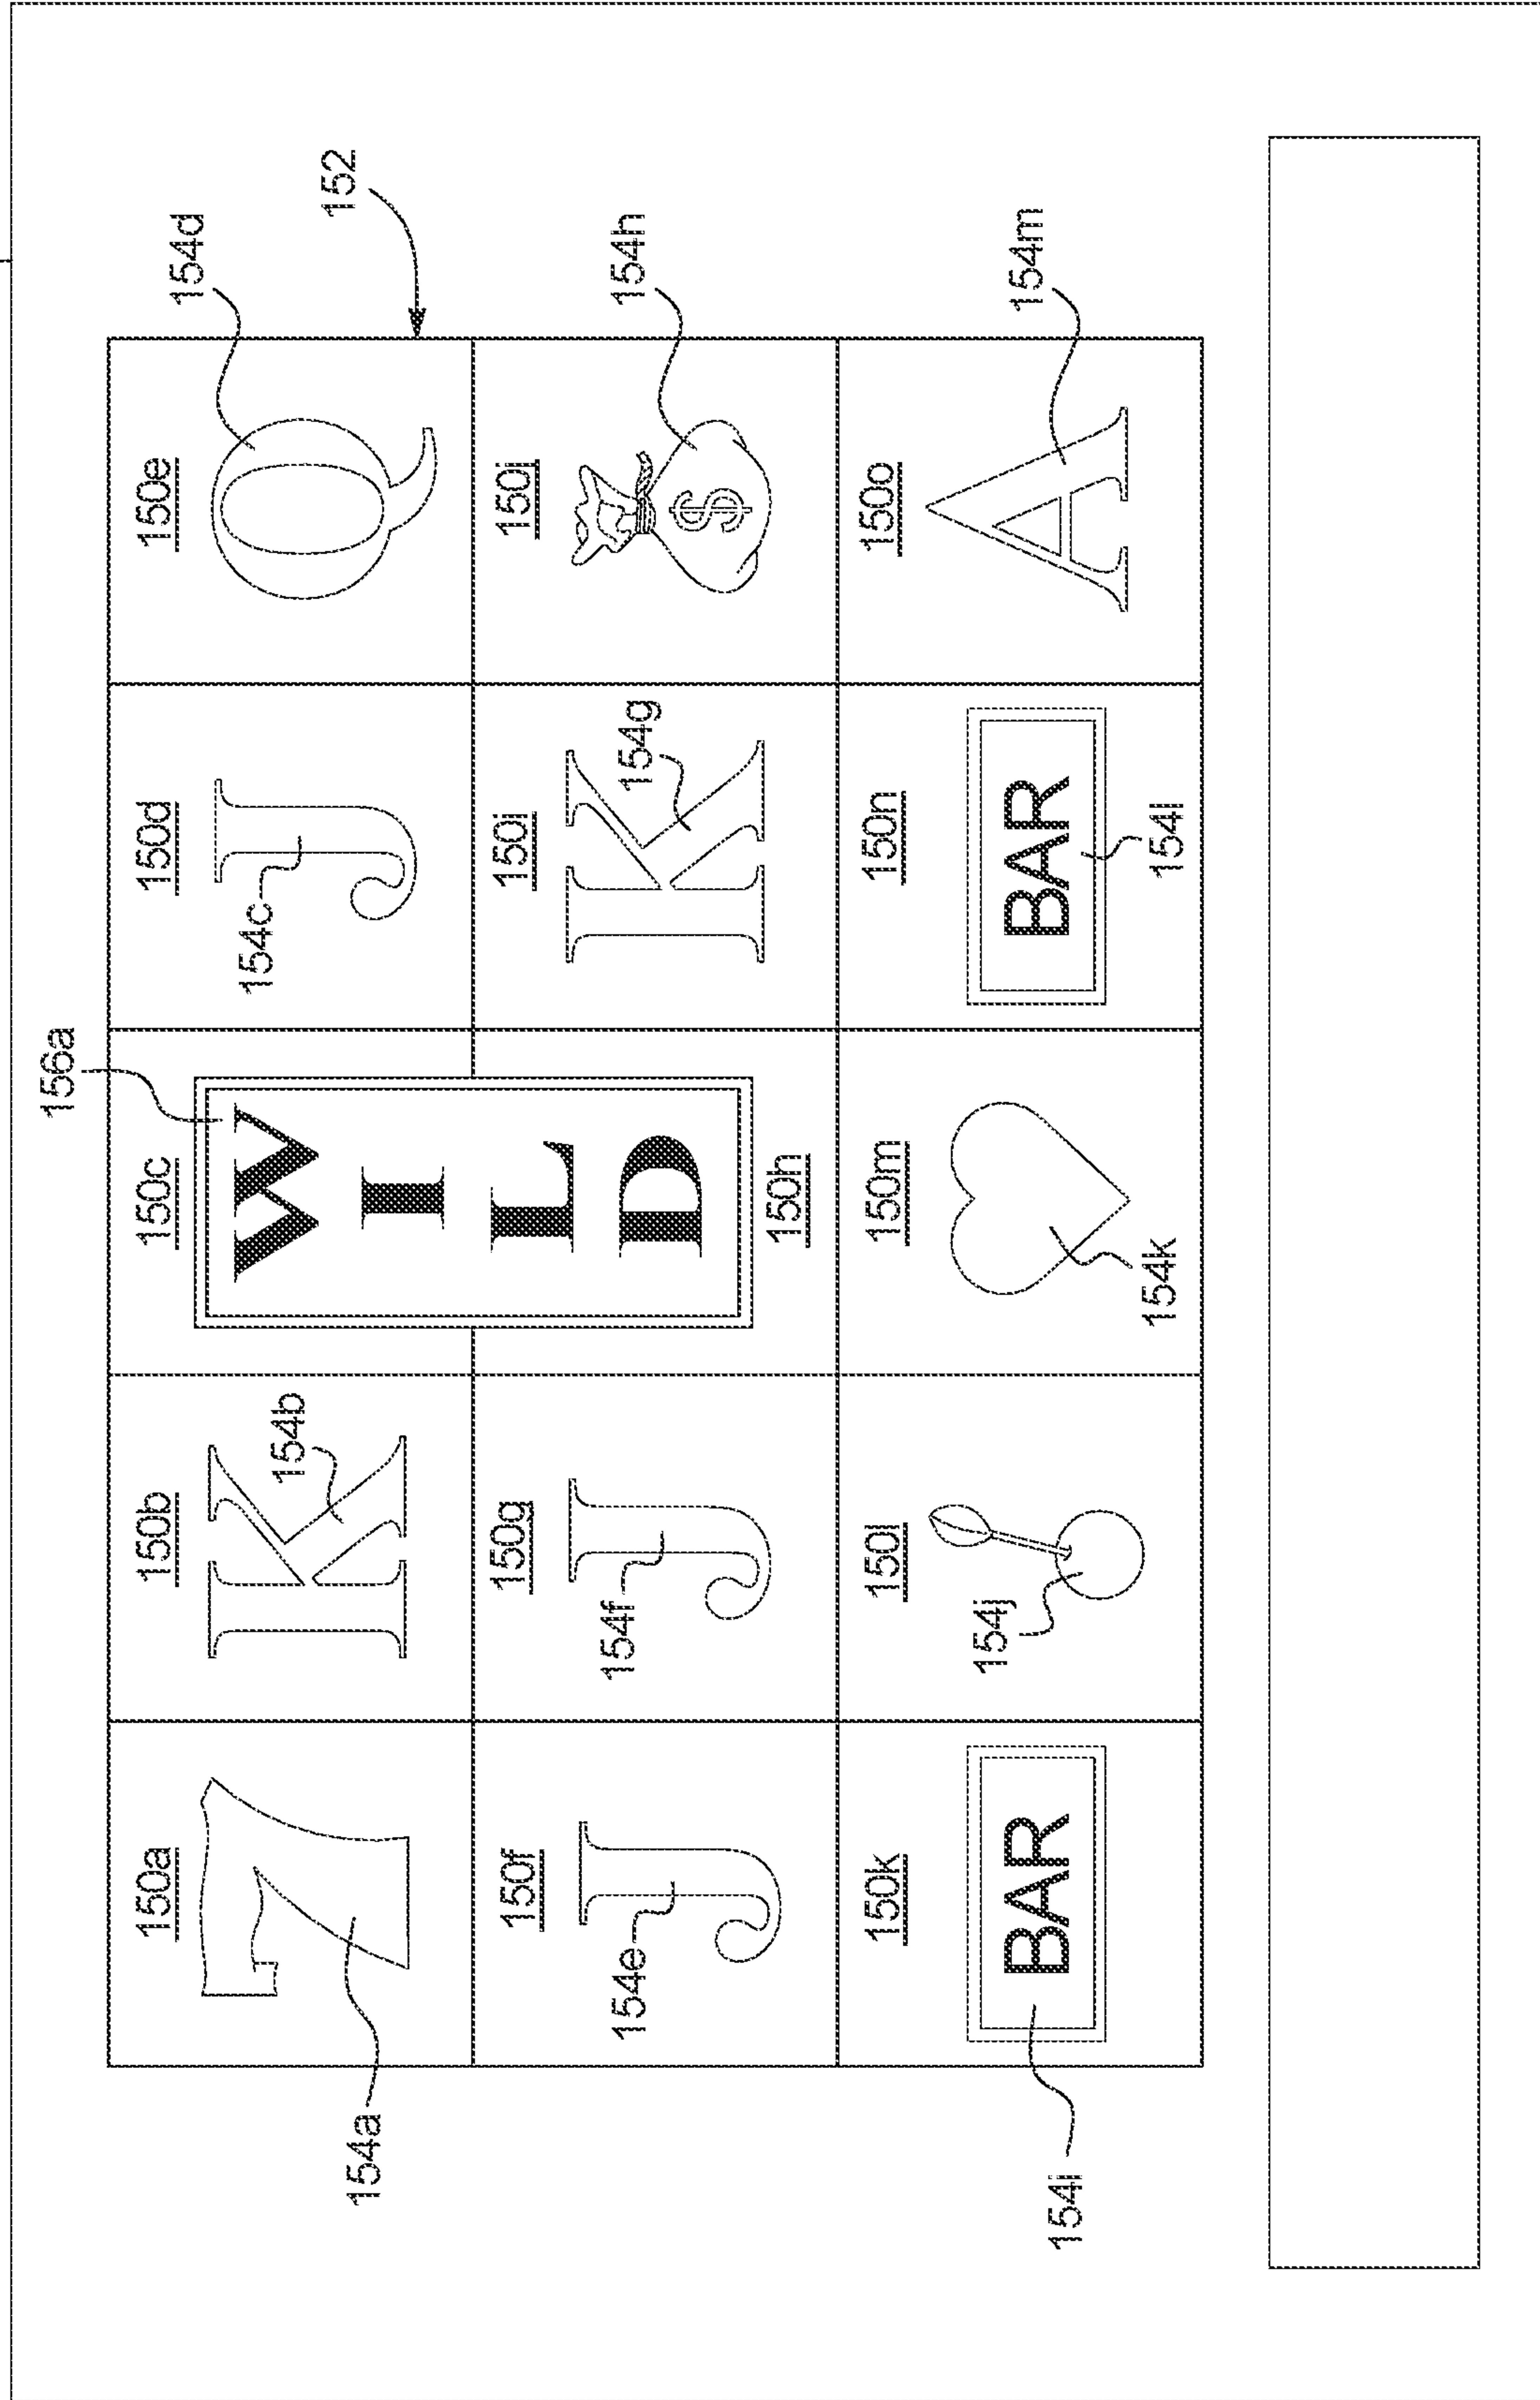 156a
154d
152
150a 150b 150c 150d 150e
7 K W J Q
154b
154c
154a
I
L
D
154h
150f 150g 150h 150i 150j
J J K $
154g
154e 154f
154m
150k 150l 150m 150n 150o
BAR BAR A
154i 154j 154k 154l